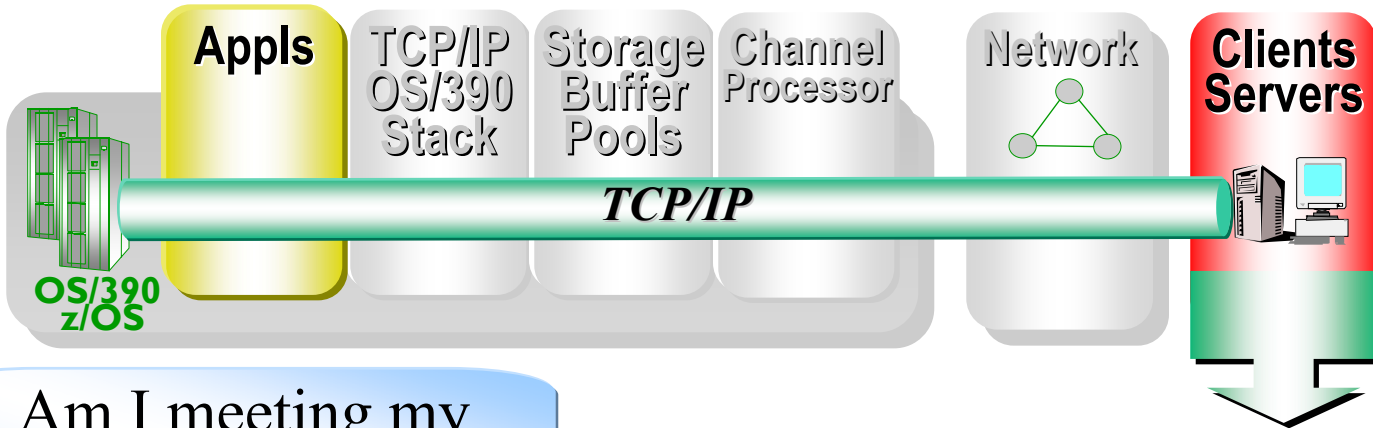 Appls
TCP/IP
OS/390
Stack
Storage
Buffer
Pools
Channel
Processor
Network
Clients
Servers
TCP/IP
OS/390
z/OS
Am I meeting my